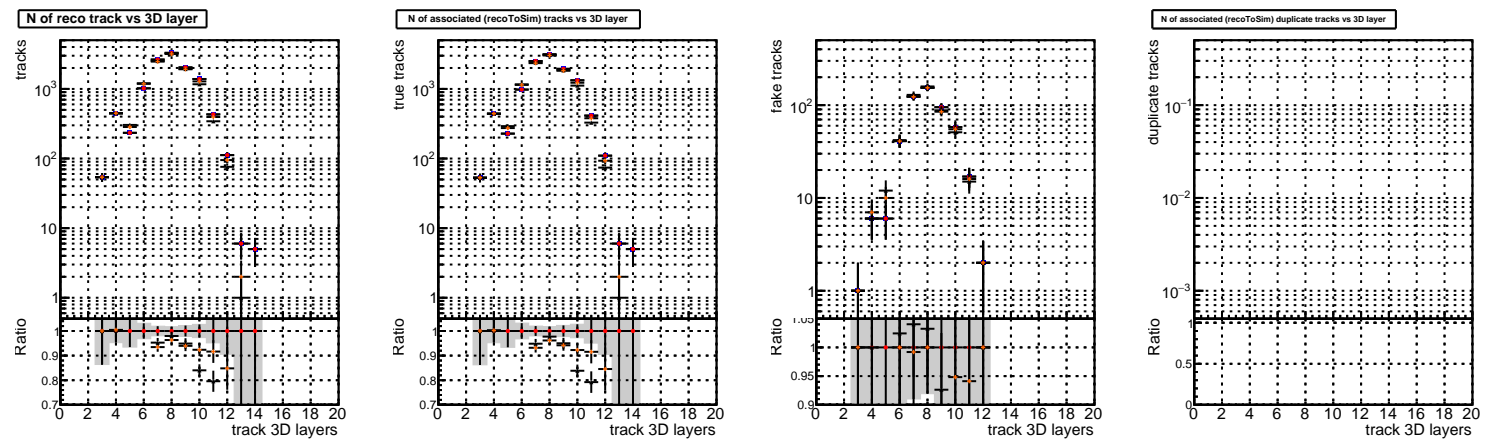 N of reco track vs 3D layer
tracks
10³
10²
10
1
Ratio
1
0.9
0.8
0.7
0 2 4 6 8 10 12 14 16 18 20
track 3D layers
N of associated (recoToSim) tracks vs 3D layer
true tracks
10³
10²
10
1
Ratio
1
0.9
0.8
0.7
0 2 4 6 8 10 12 14 16 18 20
track 3D layers
fake tracks
10²
10
1
Ratio
1.05
1
0.95
0.9
0 2 4 6 8 10 12 14 16 18 20
track 3D layers
N of associated (recoToSim) duplicate tracks vs 3D layer
duplicate tracks
10⁻¹
10⁻²
10⁻³
Ratio
1
0.5
0
0 2 4 6 8 10 12 14 16 18 20
track 3D layers